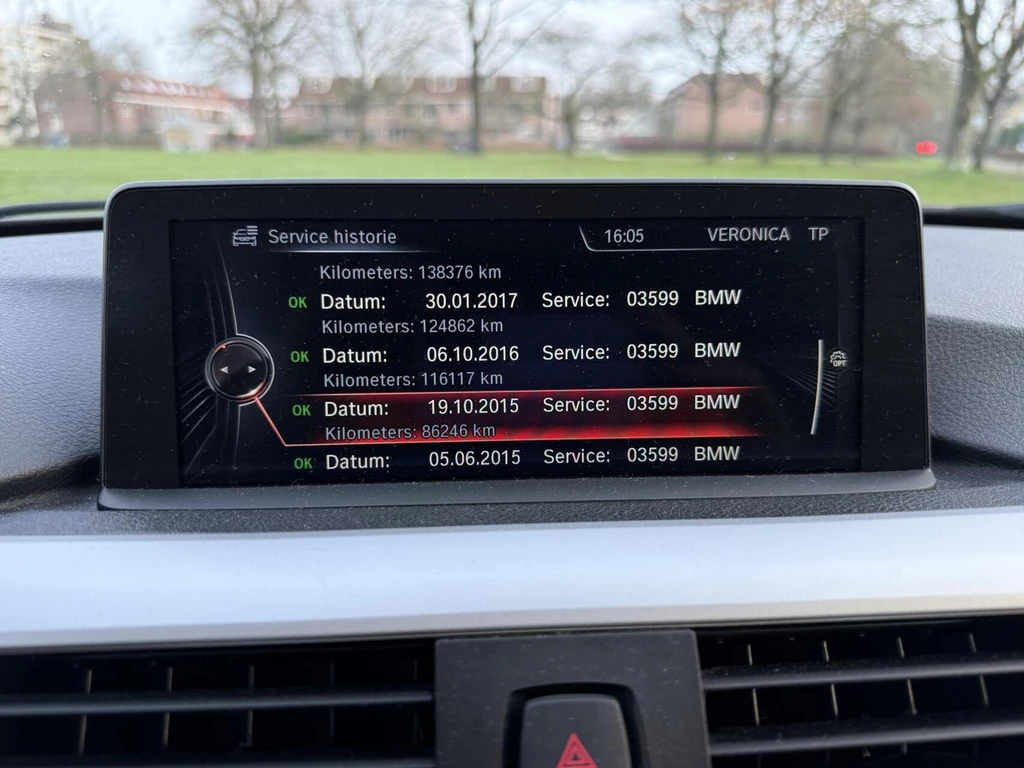 Service historie 16:05 VERONICA TP
Kilometers: 138376 km
OK Datum: 30.01.2017 Service: 03599 BMW
Kilometers: 124862 km
OK Datum: 06.10.2016 Service: 03599 BMW
Kilometers: 116117 km
OPT
OK Datum: 19.10.2015 Service: 03599 BMW
Kilometers: 86246 km
OK Datum: 05.06.2015 Service: 03599 BMW